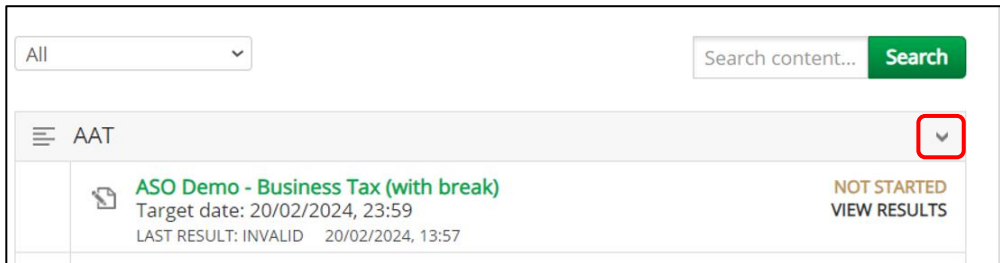 All
Search content... Search
AAT
ASO Demo - Business Tax (with break) NOT STARTED
Target date: 20/02/2024, 23:59 VIEW RESULTS
LAST RESULT: INVALID 20/02/2024, 13:57